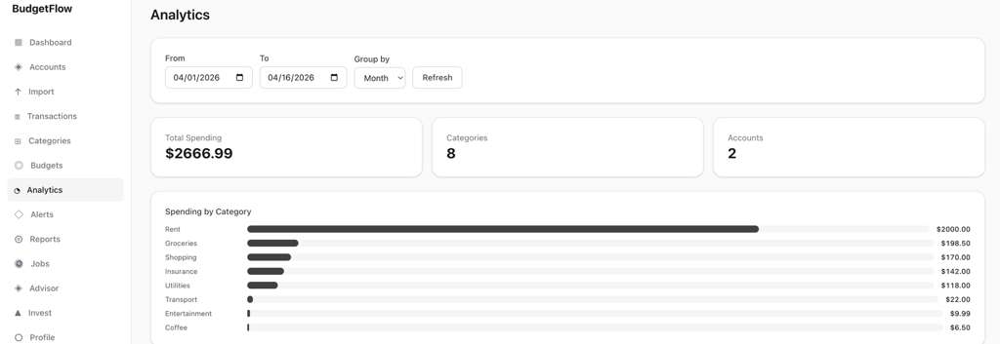 BudgetFlow
Dashboard
Accounts
Import
Transactions
Categories
Budgets
Analytics
Alerts
Reports
Jobs
Advisor
Invest
Profile
Analytics
From To Group by
04/01/2026 04/16/2026 Month Refresh
Total Spending Categories Accounts
$2666.99 8 2
Spending by Category
Rent $2000.00
Groceries $198.50
Shopping $170.00
Insurance $142.00
Utilities $118.00
Transport $22.00
Entertainment $9.99
Coffee $6.50